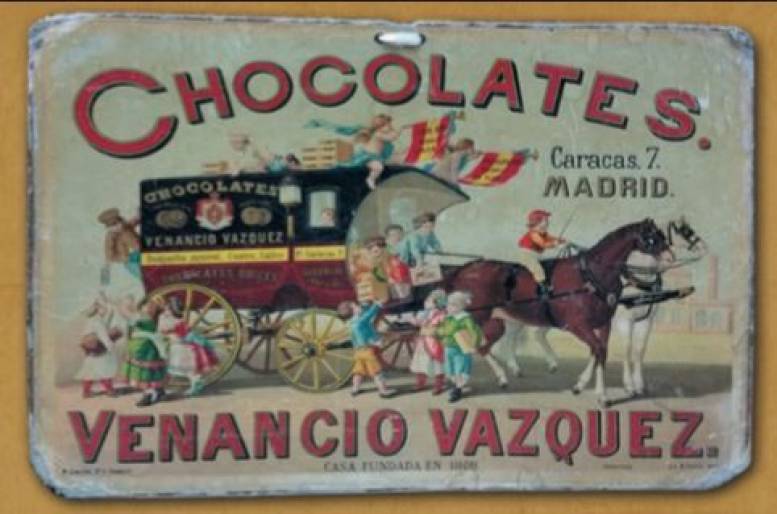 CHOCOLATES.
Caracas. 7.
MADRID.
CHOCOLATES
VENANCIO VAZQUEZ
VENANCIO VAZQUEZ.
CASA FUNDADA EN